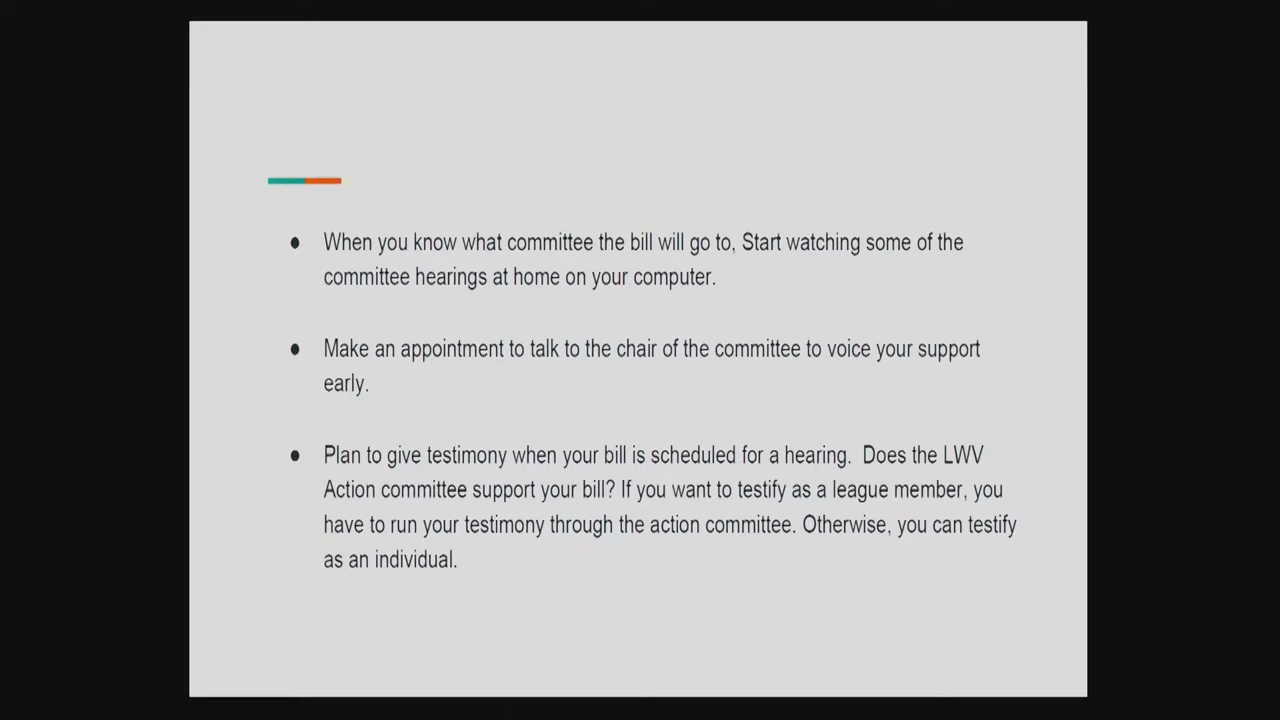 ● When you know what committee the bill will go to, Start watching some of the
committee hearings at home on your computer.
● Make an appointment to talk to the chair of the committee to voice your support
early.
● Plan to give testimony when your bill is scheduled for a hearing.  Does the LWV
Action committee support your bill? If you want to testify as a league member, you
have to run your testimony through the action committee. Otherwise, you can testify
as an individual.